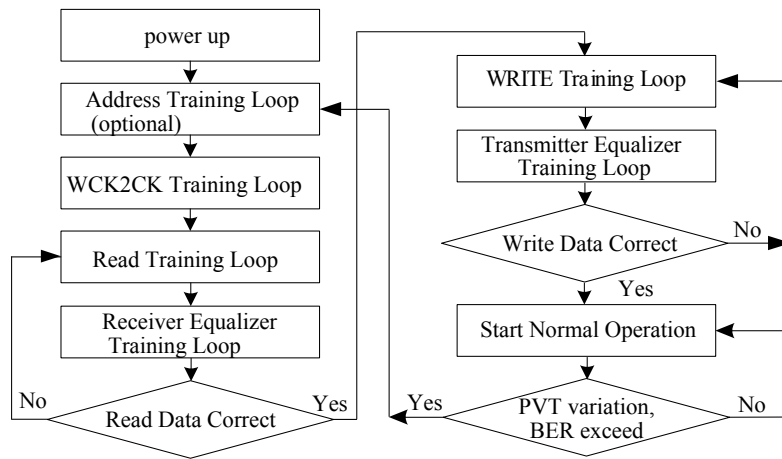 power up
Address Training Loop
(optional)
WCK2CK Training Loop
Read Training Loop
Receiver Equalizer
Training Loop
No
Read Data Correct
Yes
WRITE Training Loop
Transmitter Equalizer
Training Loop
Write Data Correct
No
Yes
Start Normal Operation
Yes
PVT variation,
BER exceed
No